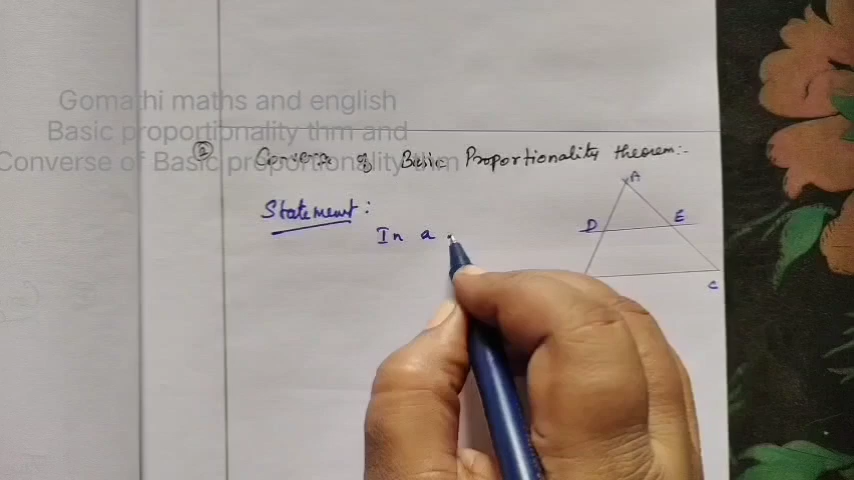 Gomathi maths and english
Basic proportionality thm and
Converse of Basic proportionality thm
② Converse of Basic Proportionality theorem:-
A
Statement:
D E
In a
C